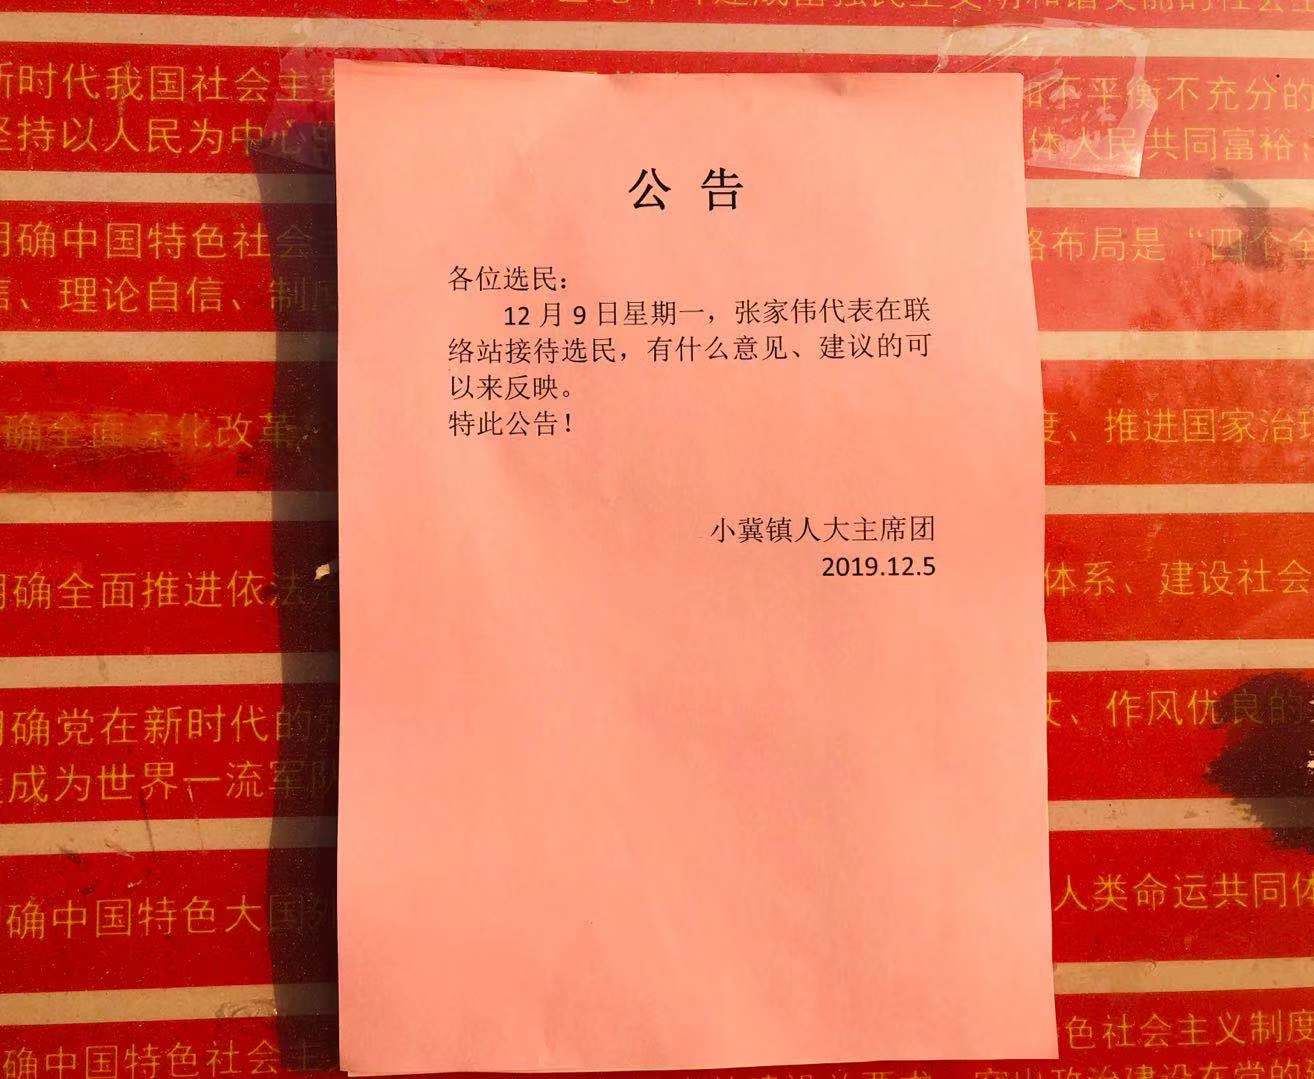 公 告
各位选民：
12 月 9 日星期一，张家伟代表在联
络站接待选民，有什么意见、建议的可
以来反映。
特此公告！
小冀镇人大主席团
2019.12.5
新时代我国社会主要
和不平衡不充分的
坚持以人民为中心
体人民共同富裕、
明确中国特色社会
布局是“四个全
信、理论自信、制度
确全面深化改革
度、推进国家治理
明确全面推进依法
体系、建设社会
明确党在新时代的
、作风优良的
成为世界一流军队
人类命运共同体
明确中国特色大国
色社会主义制度
确中国特色社会主